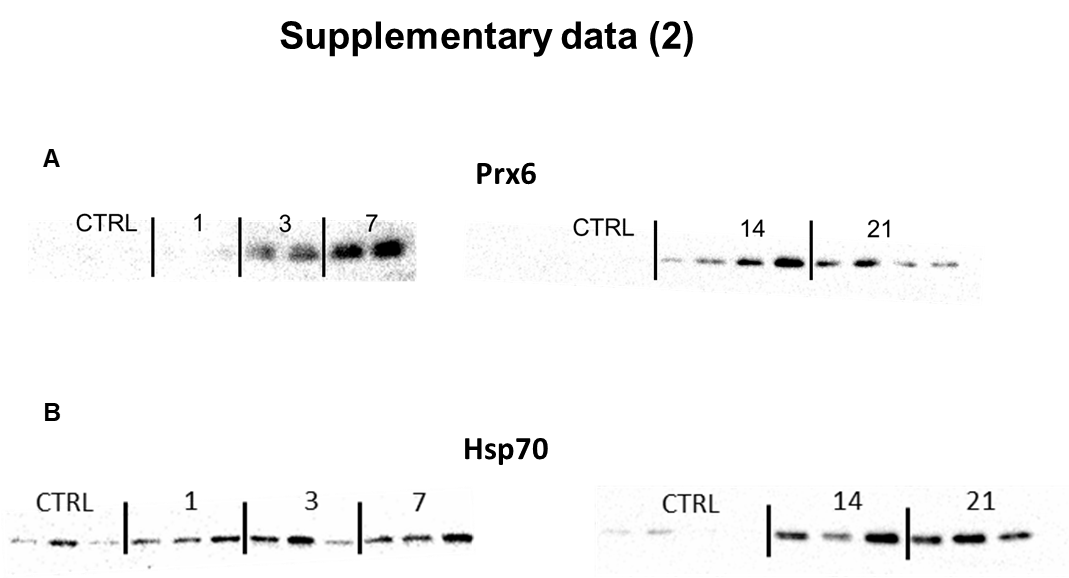 Supplementary data (2)
A
Prx6
CTRL 1 3 7
CTRL 14 21
B
Hsp70
CTRL 1 3 7
CTRL 14 21